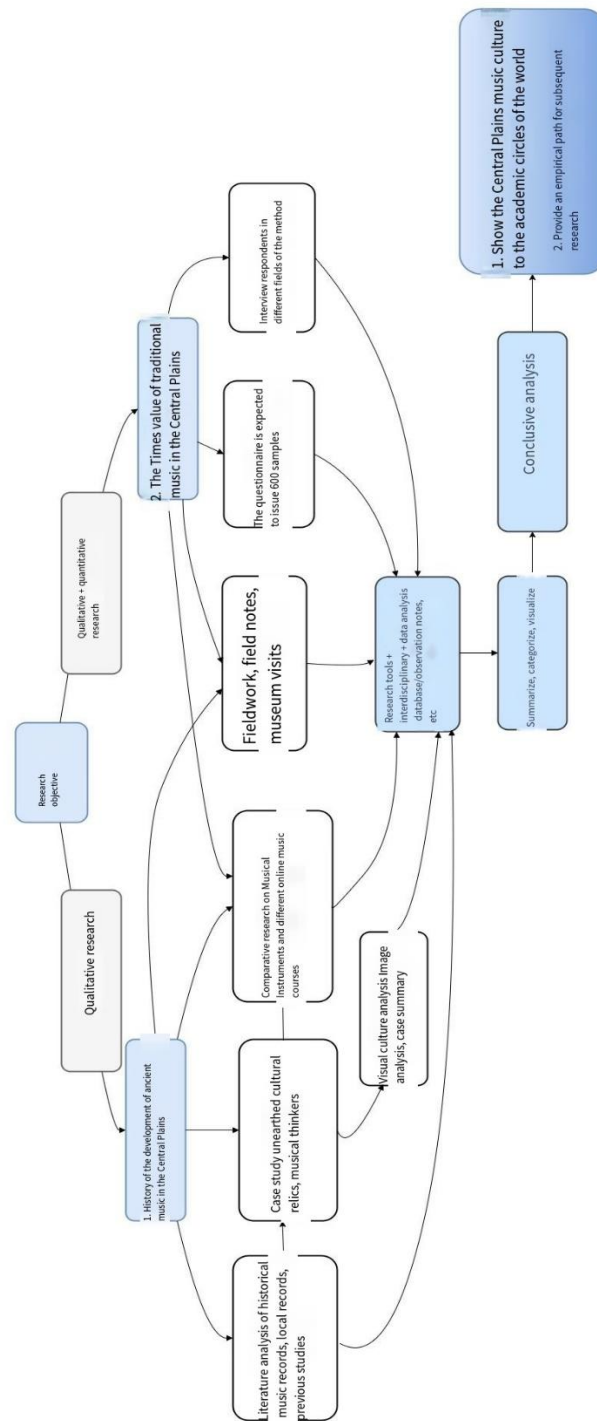 Research
objective
Qualitative research
Qualitative + quantitative
research
1. History of the development of ancient
music in the Central Plains
2. The Times value of traditional
music in the Central Plains
Literature analysis of historical
music records, local records,
previous studies
Case study unearthed cultural
relics, musical thinkers
Comparative research on Musical
Instruments and different online music
courses
Fieldwork, field notes,
museum visits
The questionnaire is expected
to issue 600 samples
Interview respondents in
different fields of the method
Visual culture analysis Image
analysis, case summary
Research tools +
interdisciplinary + data analysis
database/observation notes,
etc
Summarize, categorize, visualize
Conclusive analysis
1. Show the Central Plains music culture
to the academic circles of the world
2. Provide an empirical path for subsequent
research